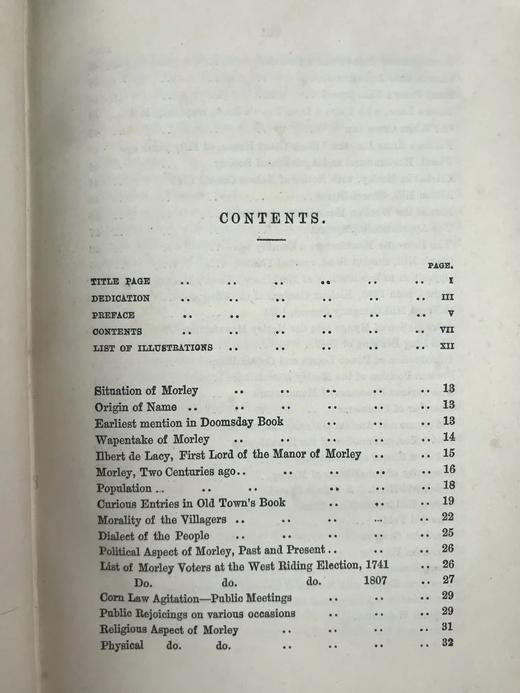 CONTENTS.
PAGE.
TITLE PAGE .. .. .. .. .. .. I
DEDICATION .. .. .. .. .. III
PREFACE .. .. .. .. .. .. V
CONTENTS .. .. .. .. .. .. VII
LIST OF ILLUSTRATIONS .. .. .. .. .. XII
Situation of Morley .. .. .. .. .. 13
Origin of Name .. .. .. .. .. .. 13
Earliest mention in Doomsday Book .. .. .. 13
Wapentake of Morley .. .. .. .. .. 14
Ilbert de Lacy, First Lord of the Manor of Morley .. .. 15
Morley, Two Centuries ago .. .. .. .. .. 16
Population ... .. .. .. .. .. 18
Curious Entries in Old Town's Book .. .. .. 19
Morality of the Villagers .. .. .. ... .. 22
Dialect of the People .. .. .. .. .. 25
Political Aspect of Morley, Past and Present .. .. .. 26
List of Morley Voters at the West Riding Election, 1741 .. 26
Do. do. do. 1807 .. 27
Corn Law Agitation—Public Meetings .. .. .. 29
Public Rejoicings on various occasions .. .. .. 29
Religious Aspect of Morley .. .. .. .. 31
Physical do. do. .. .. .. .. 32